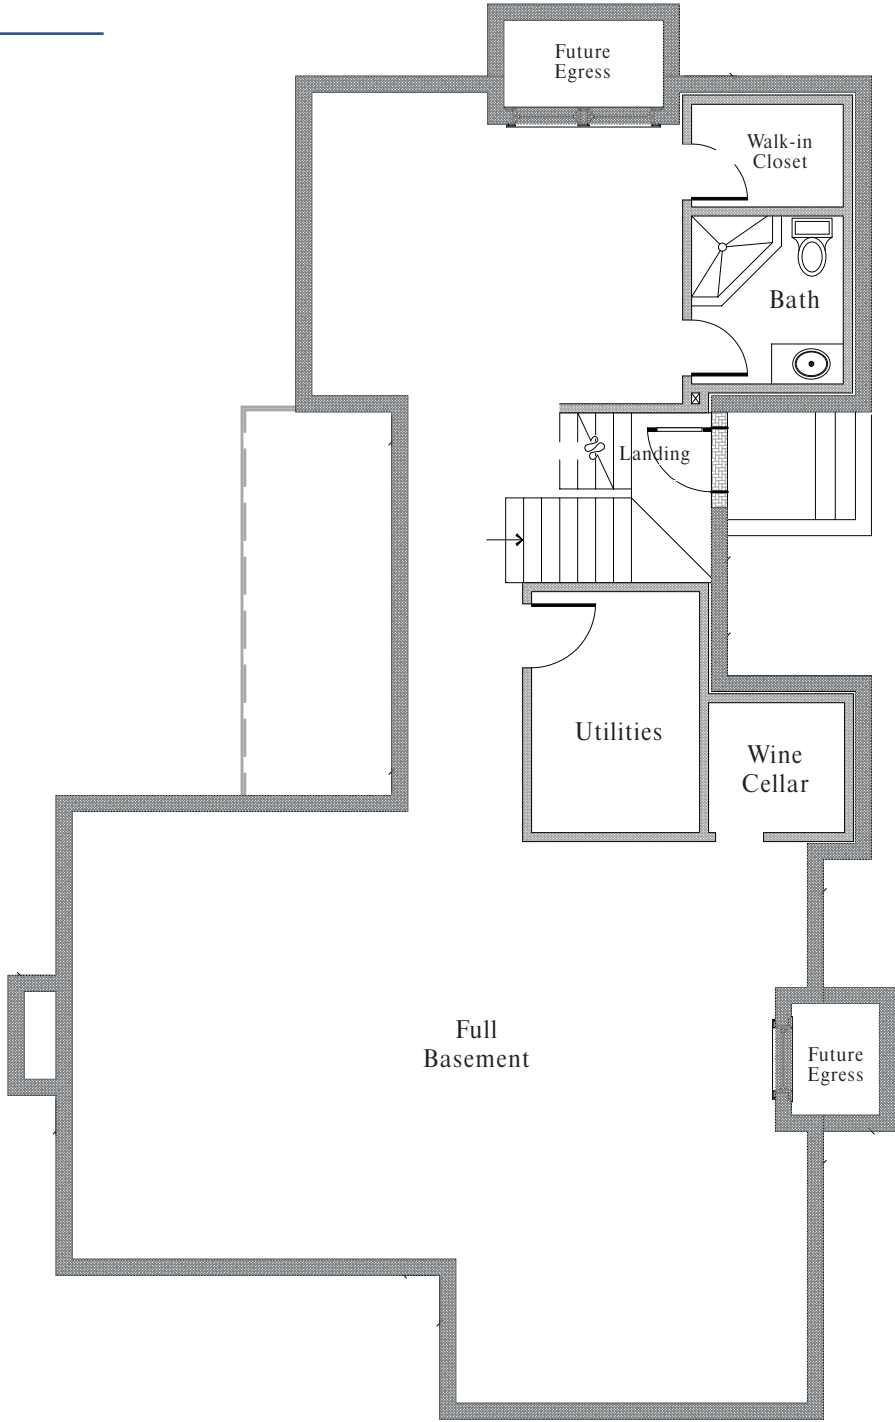 Future
Egress
Walk-in
Closet
Bath
Landing
Utilities
Wine
Cellar
Full
Basement
Future
Egress